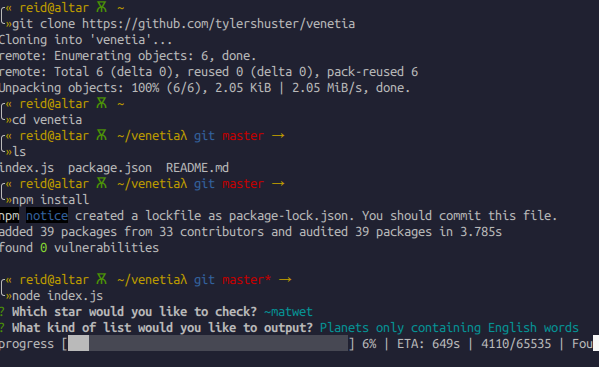 « reid@altar Ѫ ~
»git clone https://github.com/tylershuster/venetia
Cloning into 'venetia'...
remote: Enumerating objects: 6, done.
remote: Total 6 (delta 0), reused 0 (delta 0), pack-reused 6
Unpacking objects: 100% (6/6), 2.05 KiB | 2.05 MiB/s, done.
« reid@altar Ѫ ~
»cd venetia
« reid@altar Ѫ ~/venetiaλ git master →
»ls
index.js  package.json  README.md
« reid@altar Ѫ ~/venetiaλ git master →
»npm install
npm notice created a lockfile as package-lock.json. You should commit this file.
added 39 packages from 33 contributors and audited 39 packages in 3.785s
found 0 vulnerabilities
« reid@altar Ѫ ~/venetiaλ git master* →
»node index.js
? Which star would you like to check? ~matwet
? What kind of list would you like to output? Planets only containing English words
progress [ ] 6% | ETA: 649s | 4110/65535 | Fou